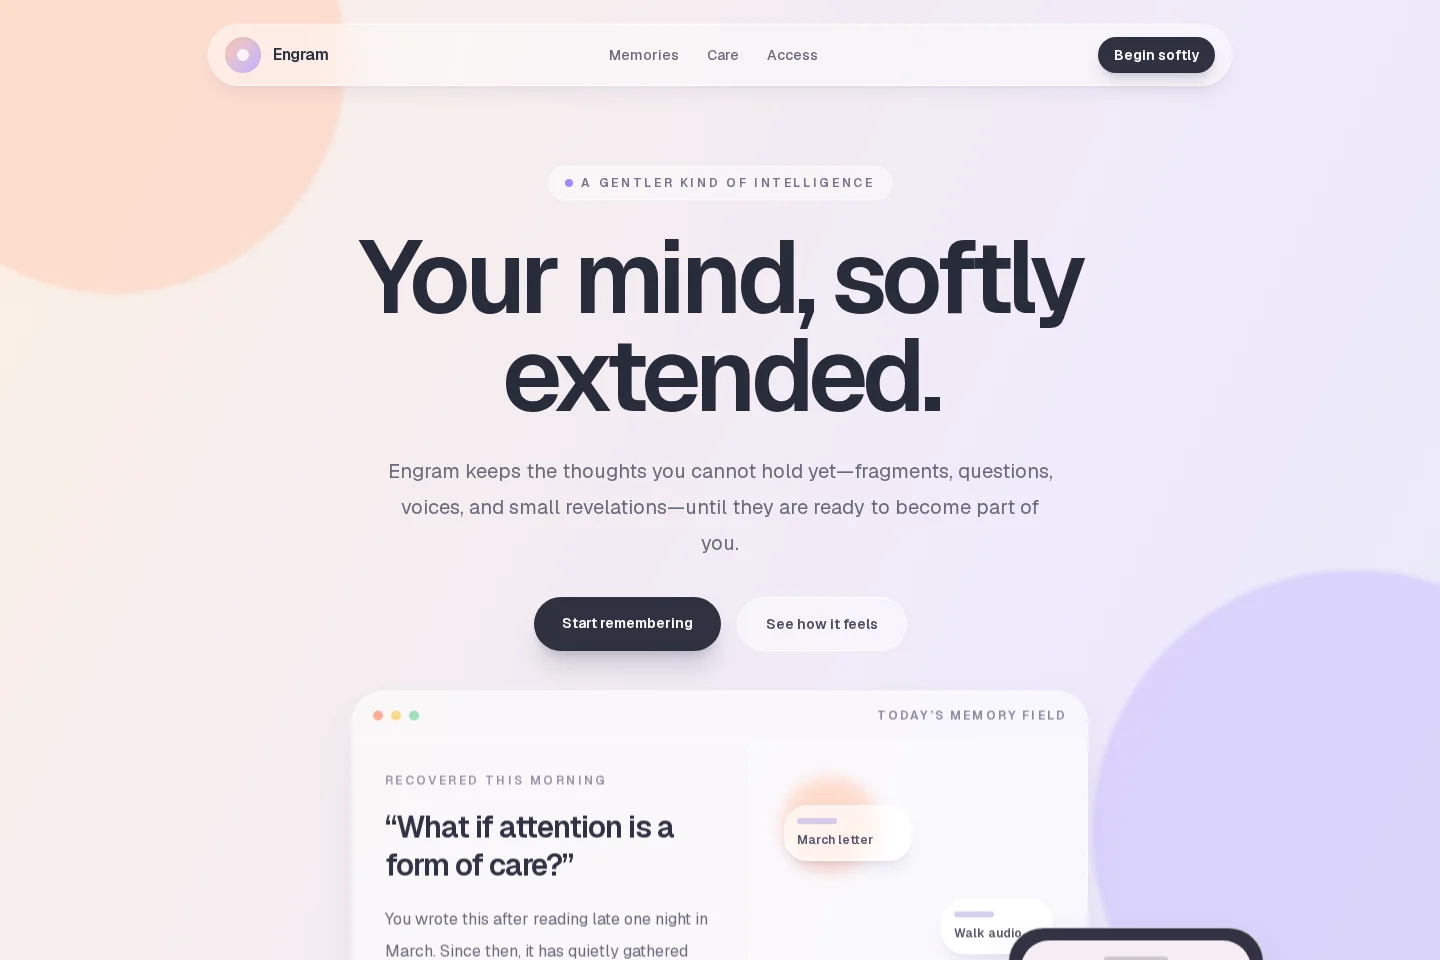 Engram
Memories
Care
Access
Begin softly
A GENTLER KIND OF INTELLIGENCE
Your mind, softly
extended.
Engram keeps the thoughts you cannot hold yet—fragments, questions,
voices, and small revelations—until they are ready to become part of
you.
Start remembering
See how it feels
TODAY’S MEMORY FIELD
RECOVERED THIS MORNING
“What if attention is a
form of care?”
You wrote this after reading late one night in
March. Since then, it has quietly gathered
March letter
Walk audio